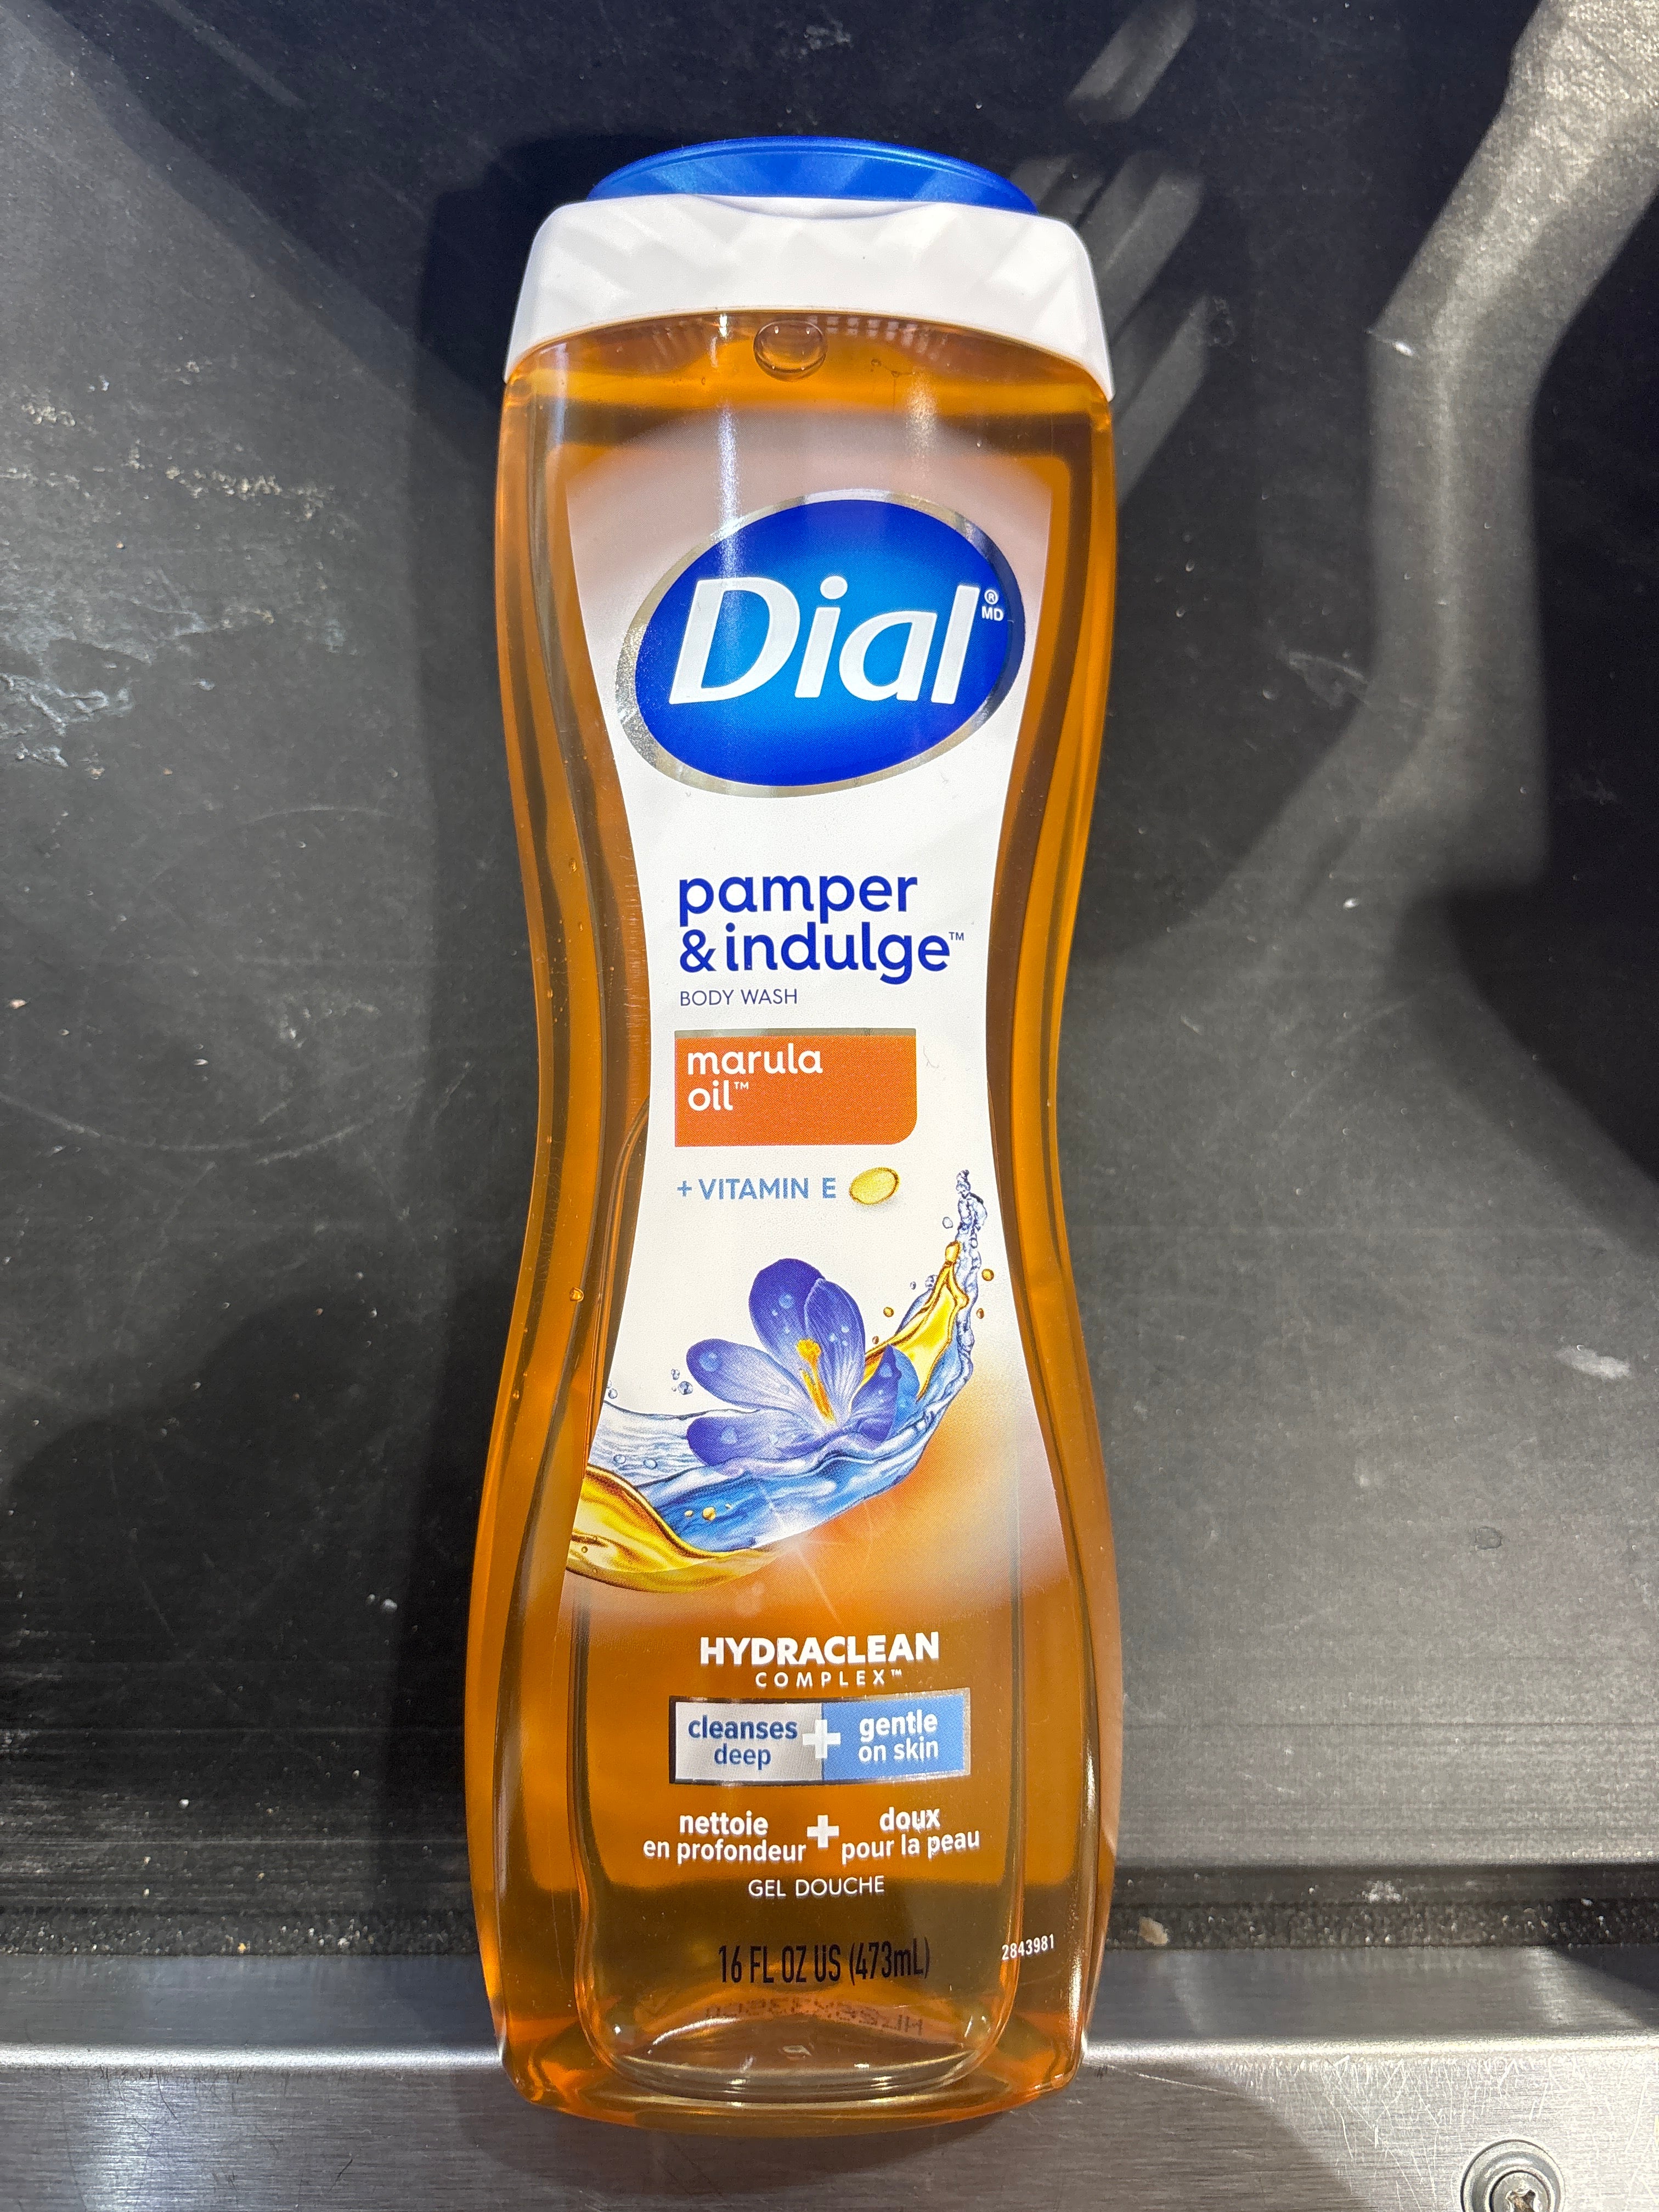 Dial® MD
pamper
& indulge™
BODY WASH
marula
oil™
+ VITAMIN E
HYDRACLEAN
COMPLEX™
cleanses + gentle
deep on skin
nettoie + doux
en profondeur pour la peau
GEL DOUCHE
16 FL OZ US (473mL)
2843981